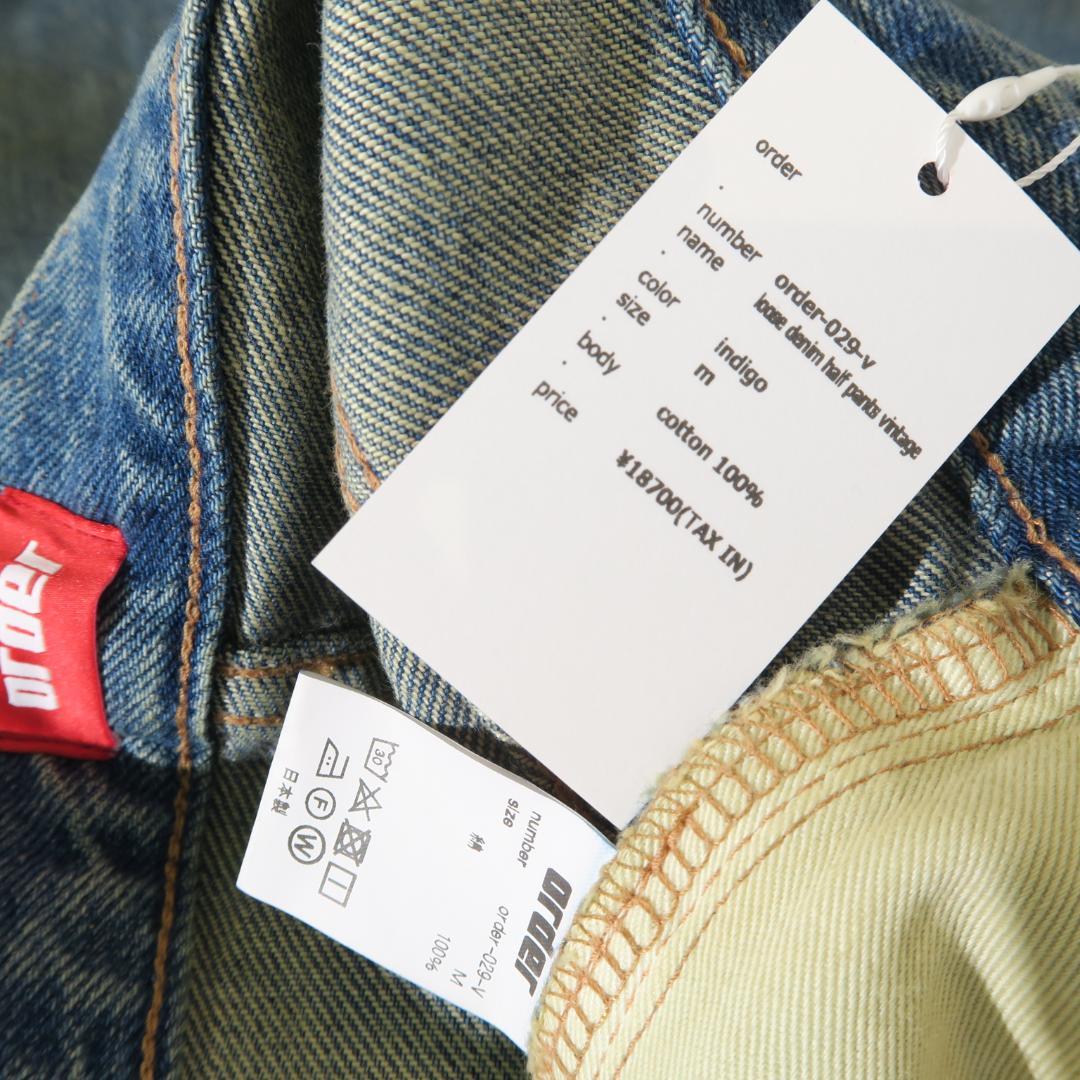 order
number order-029-v
name loose denim half pants vintage
color indigo
size m
body cotton 100%
price ¥18700(TAX IN)
order
order
number order-029-V
size M
綿 100%
30
F
W
日本製